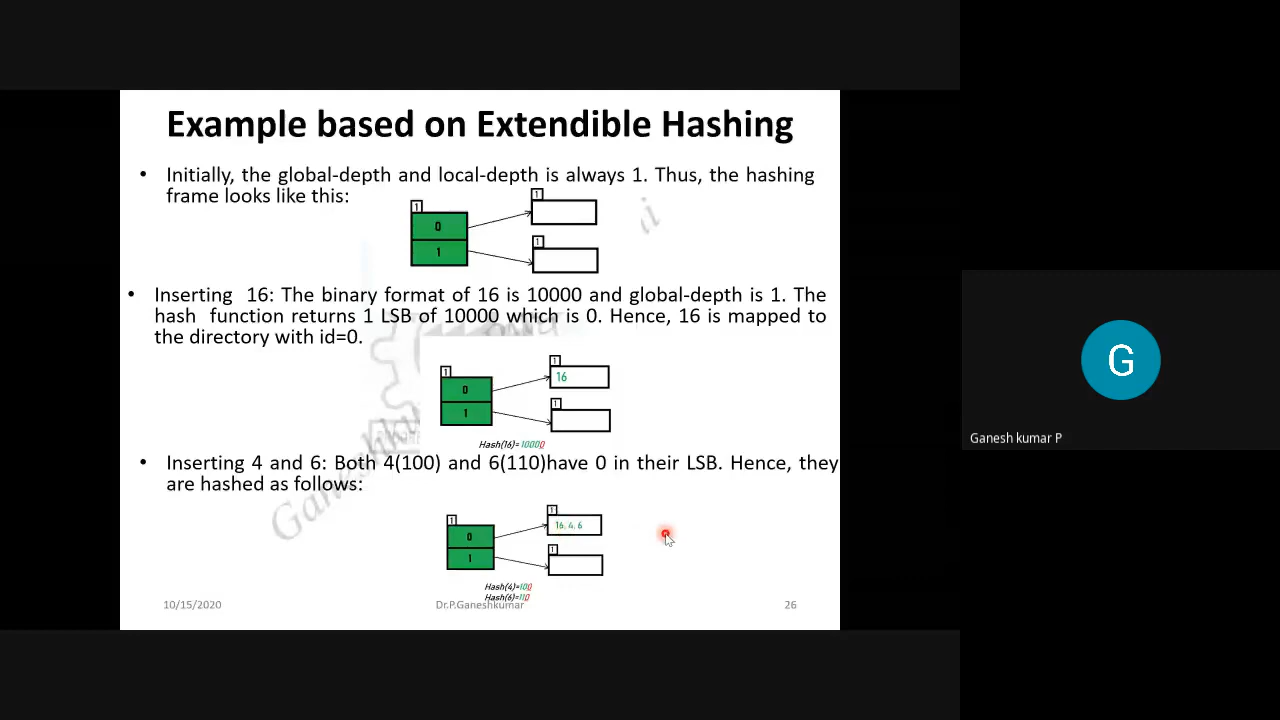 Example based on Extendible Hashing
• Initially, the global-depth and local-depth is always 1. Thus, the hashing
frame looks like this:
1
1
0
1
1
• Inserting 16: The binary format of 16 is 10000 and global-depth is 1. The
hash function returns 1 LSB of 10000 which is 0. Hence, 16 is mapped to
the directory with id=0.
1
1
16
0
1
1
Hash(16)=10000
• Inserting 4 and 6: Both 4(100) and 6(110)have 0 in their LSB. Hence, they
are hashed as follows:
1
1
16, 4, 6
0
1
1
Hash(4)=100
Hash(6)=110
10/15/2020
Dr.P.Ganeshkumar
26
G
Ganesh kumar P